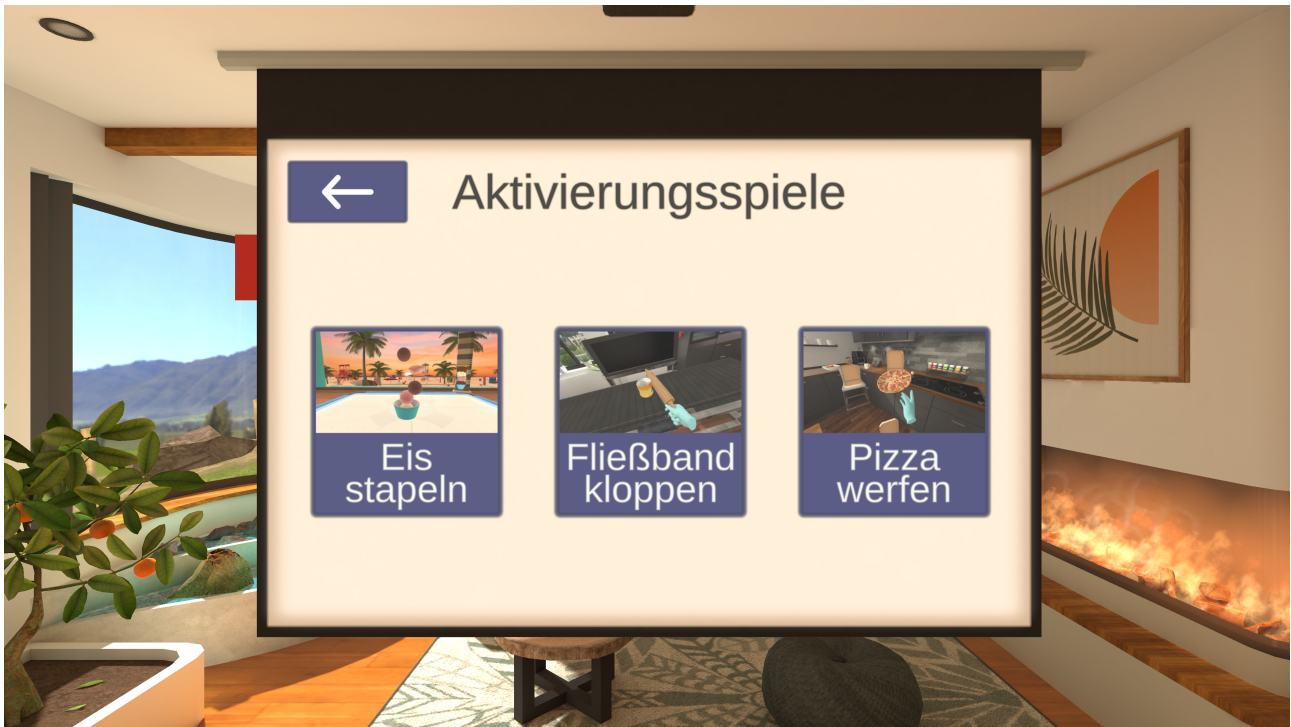 Aktivierungsspiele
Eis
stapeln
Fließband
kloppen
Pizza
werfen